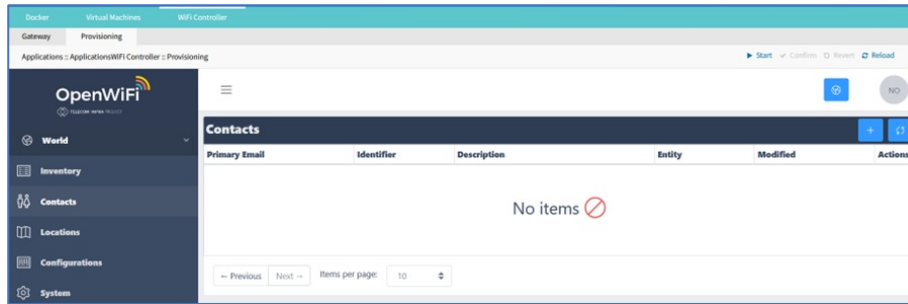 Docker Virtual Machines WiFi Controller
Gateway Provisioning
Applications :: ApplicationsWiFi Controller :: Provisioning
Start Confirm Revert Reload
OpenWiFi
TELECOM INFRA PROJECT
NO
World
Inventory
Contacts
Locations
Configurations
System
Contacts
Primary Email Identifier Description Entity Modified Actions
No items
← Previous Next → Items per page: 10